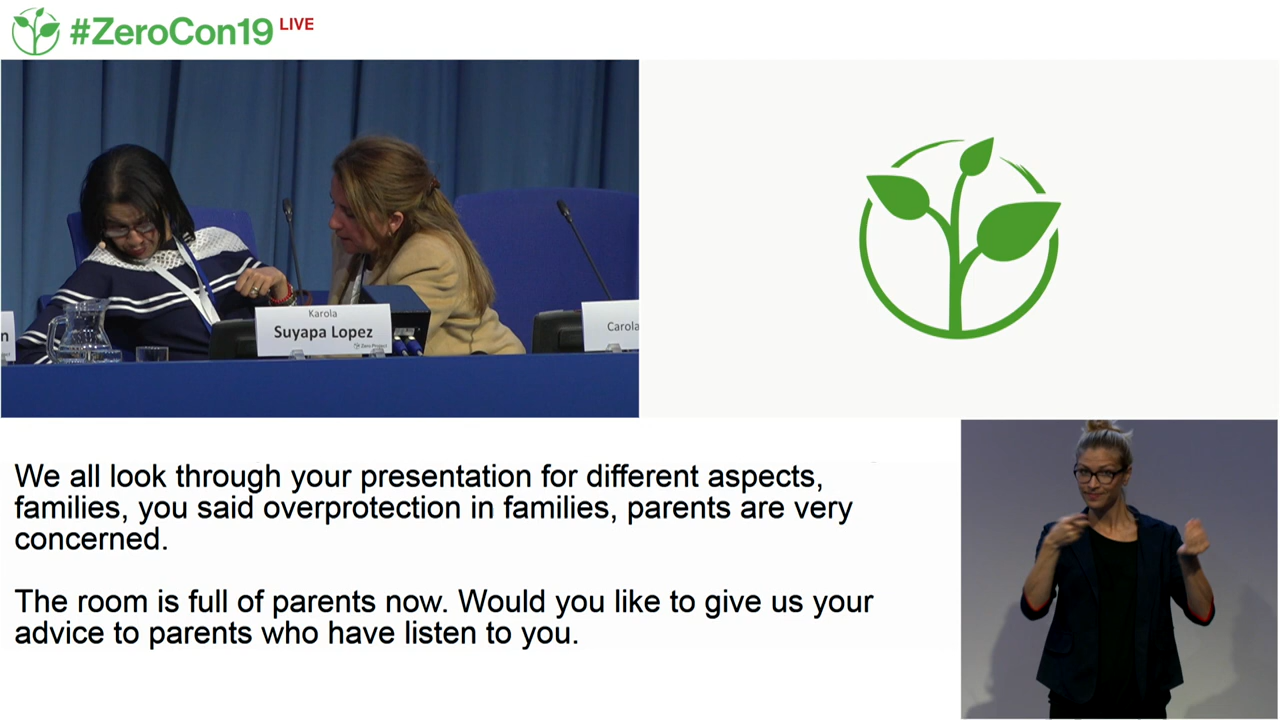 #ZeroCon19 LIVE
n
Karola
Suyapa Lopez
Zero Project
Carola
We all look through your presentation for different aspects,
families, you said overprotection in families, parents are very
concerned.
The room is full of parents now. Would you like to give us your
advice to parents who have listen to you.